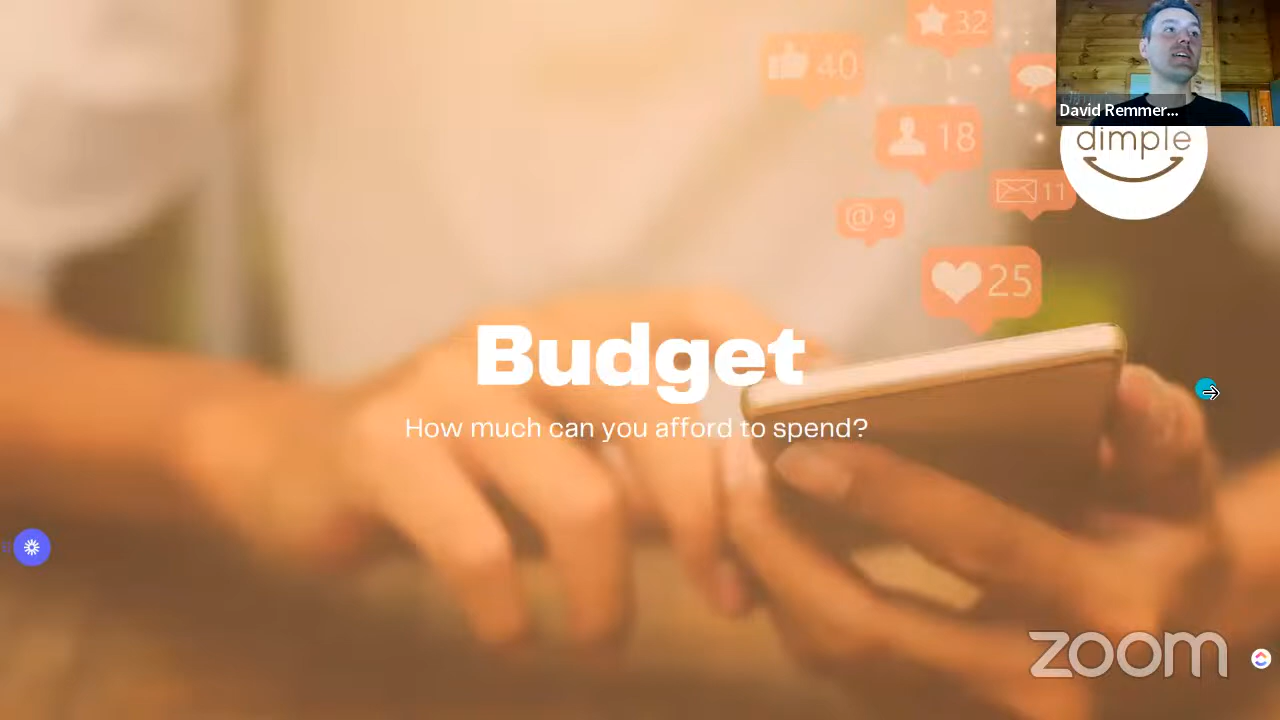 32
40
David Remmer...
18
dimple
11
@ 9
25
Budget
How much can you afford to spend?
zoom